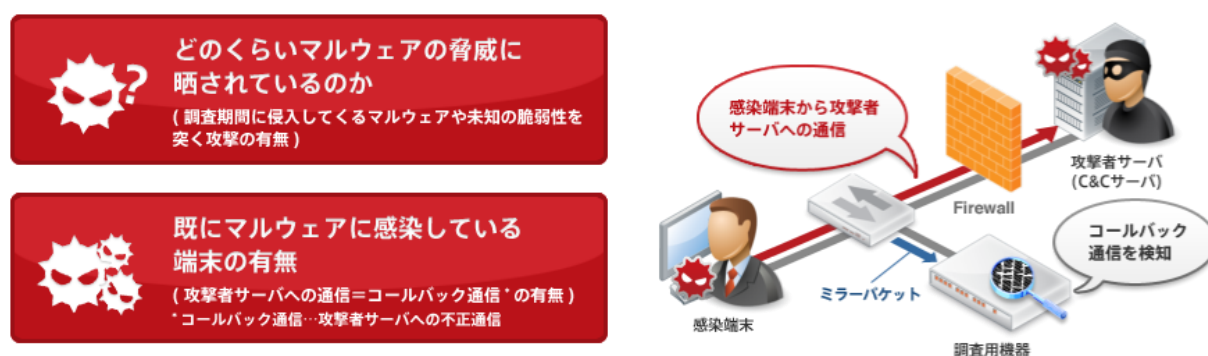 ?
どのくらいマルウェアの脅威に
晒されているのか
( 調査期間に侵入してくるマルウェアや未知の脆弱性を
突く攻撃の有無 )
既にマルウェアに感染している
端末の有無
( 攻撃者サーバへの通信＝コールバック通信* の有無 )
* コールバック通信…攻撃者サーバへの不正通信
感染端末から攻撃者
サーバへの通信
攻撃者サーバ
(C&Cサーバ)
Firewall
コールバック
通信を検知
ミラーパケット
感染端末
調査用機器